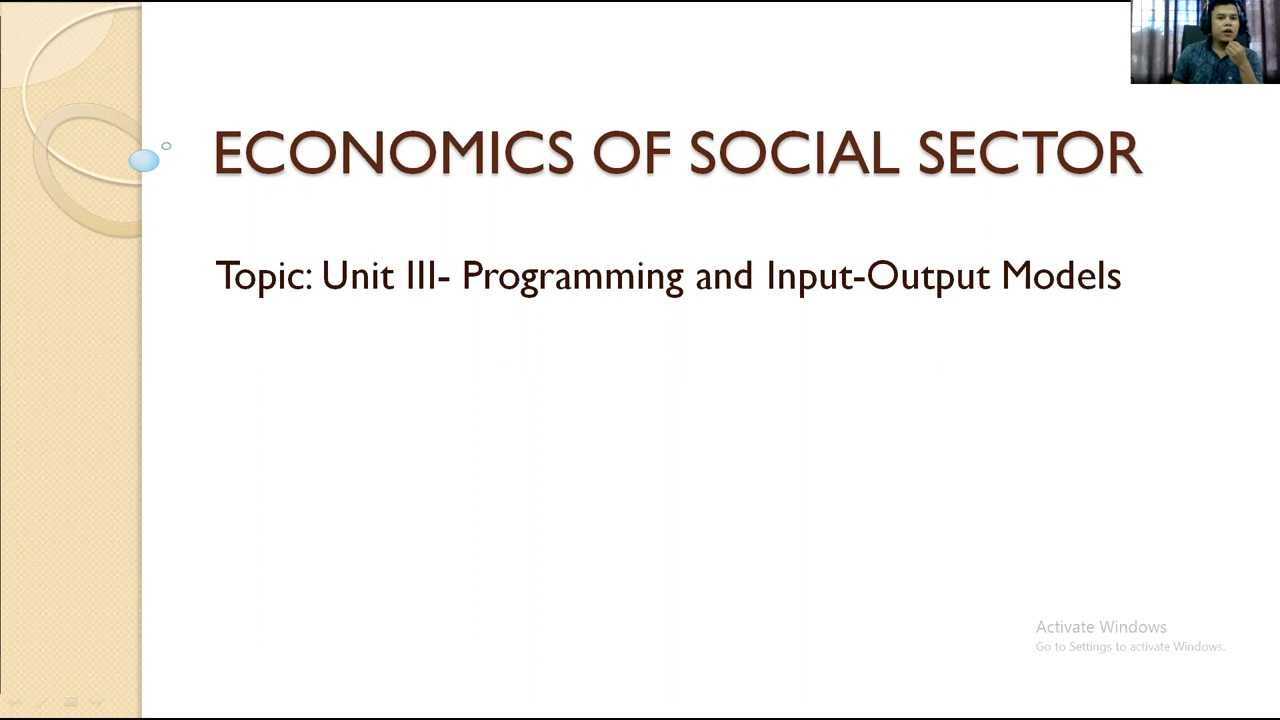 ECONOMICS OF SOCIAL SECTOR
Topic: Unit III- Programming and Input-Output Models
Activate Windows
Go to Settings to activate Windows.